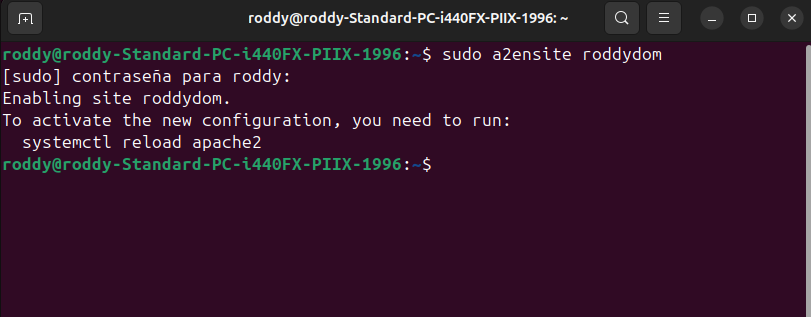 roddy@roddy-Standard-PC-i440FX-PIIX-1996: ~
roddy@roddy-Standard-PC-i440FX-PIIX-1996:~$ sudo a2ensite roddydom
[sudo] contraseña para roddy:
Enabling site roddydom.
To activate the new configuration, you need to run:
  systemctl reload apache2
roddy@roddy-Standard-PC-i440FX-PIIX-1996:~$